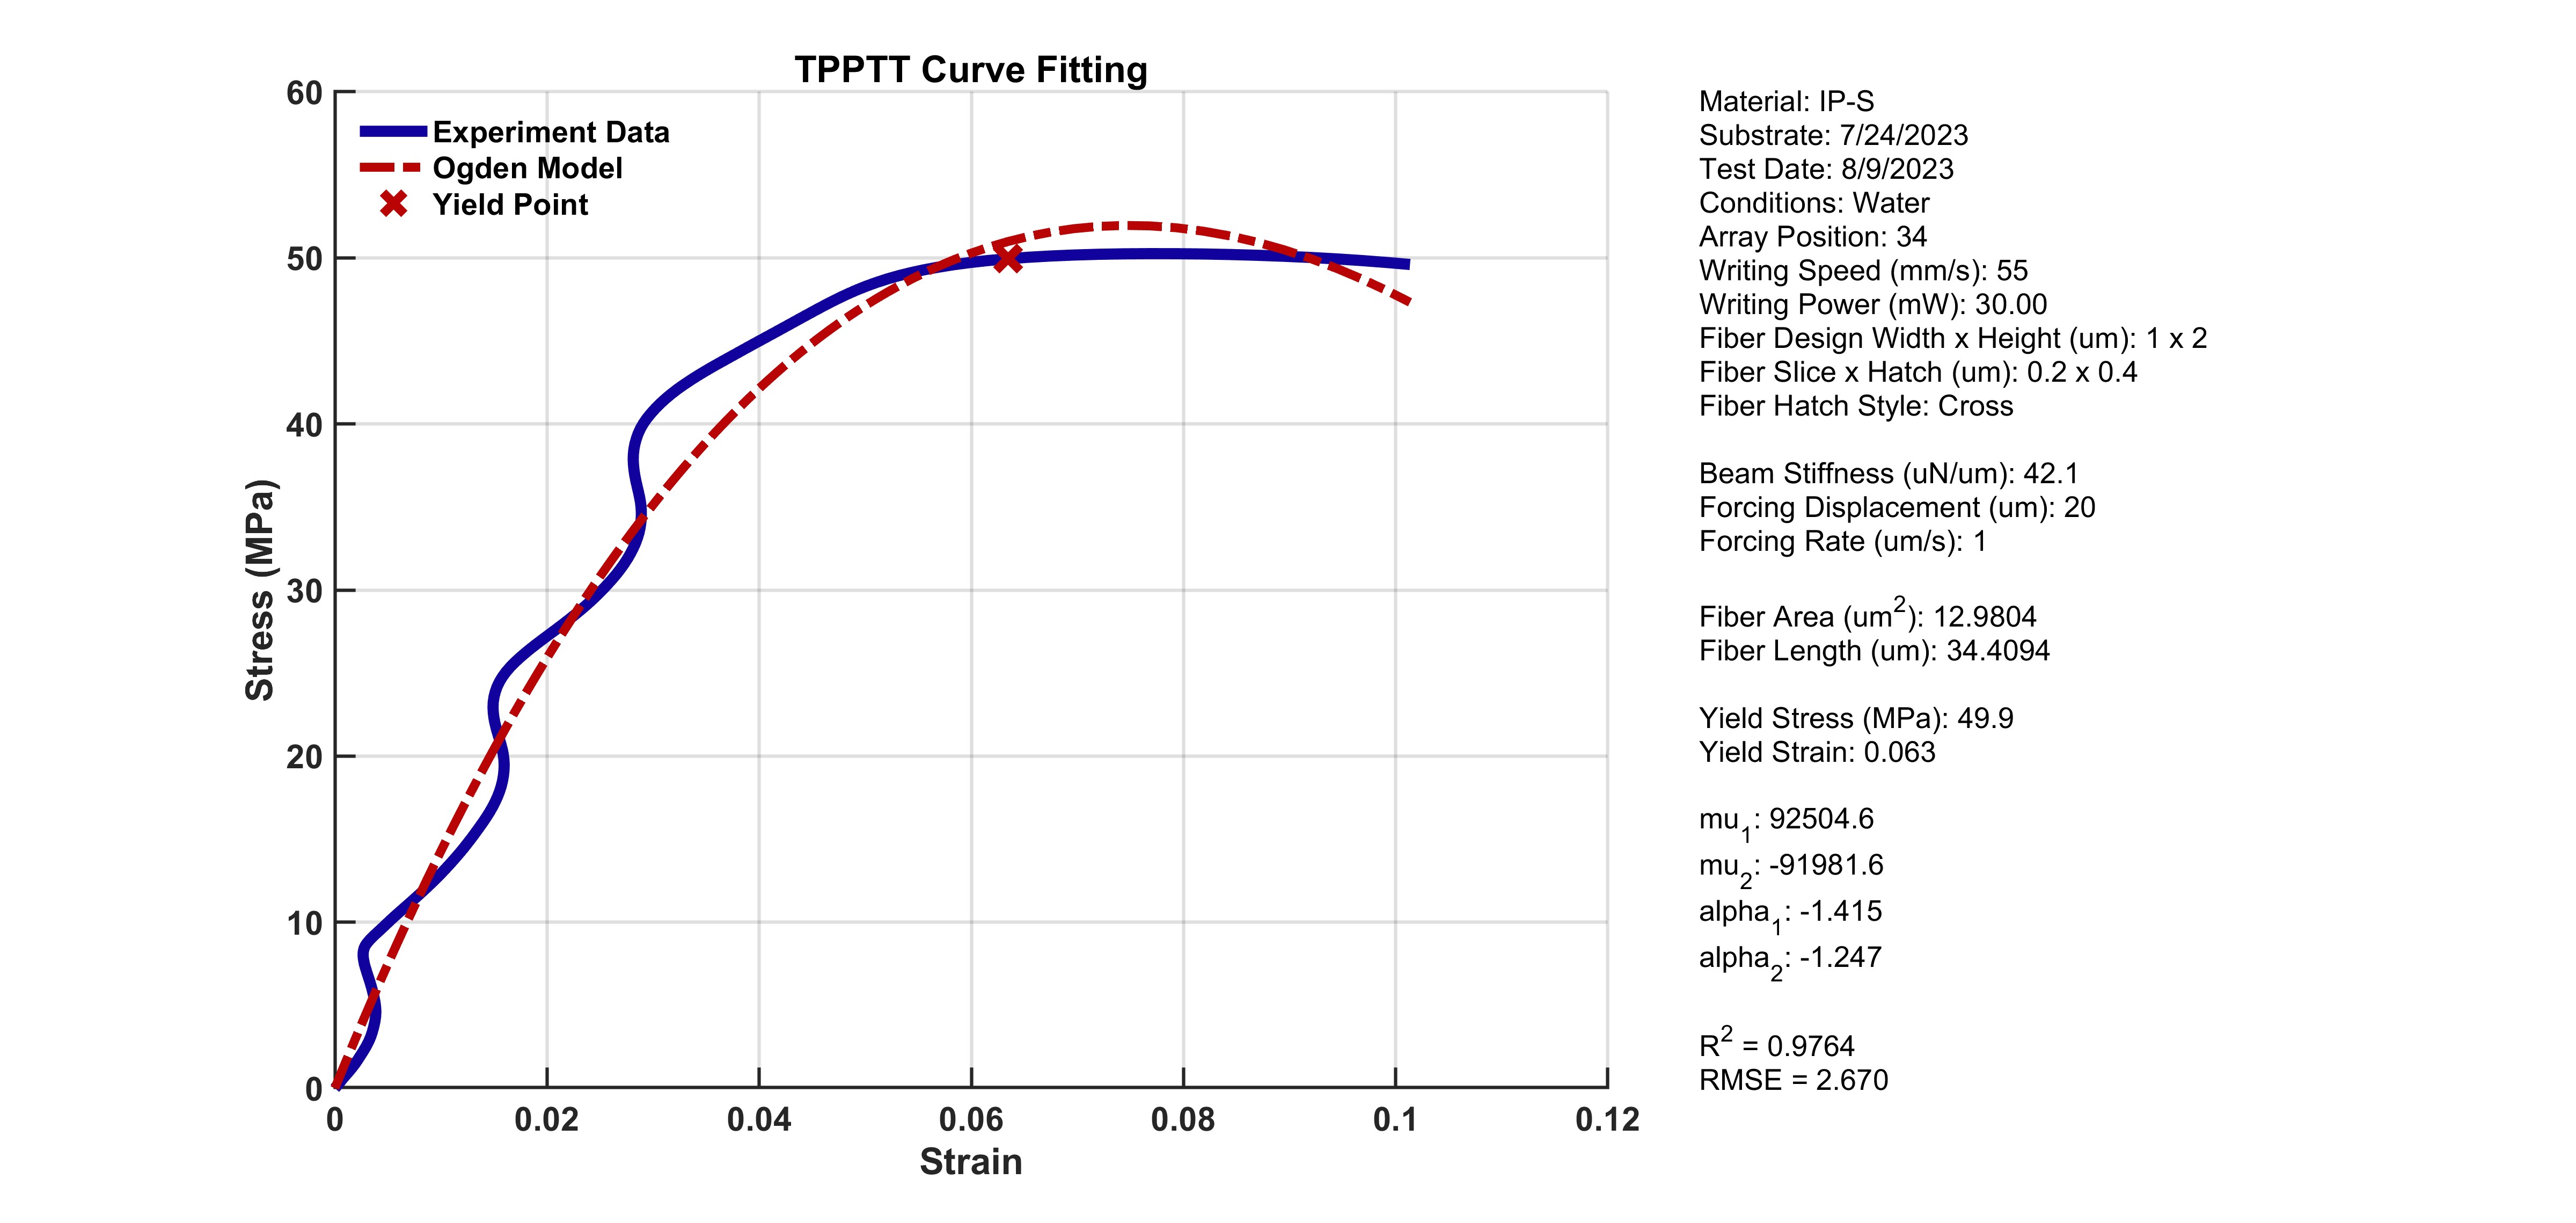 TPPTT Curve Fitting
60
50
40
30
20
10
0
Stress (MPa)
Experiment Data
Ogden Model
Yield Point
0 0.02 0.04 0.06 0.08 0.1 0.12
Strain
Material: IP-S
Substrate: 7/24/2023
Test Date: 8/9/2023
Conditions: Water
Array Position: 34
Writing Speed (mm/s): 55
Writing Power (mW): 30.00
Fiber Design Width x Height (um): 1 x 2
Fiber Slice x Hatch (um): 0.2 x 0.4
Fiber Hatch Style: Cross
Beam Stiffness (uN/um): 42.1
Forcing Displacement (um): 20
Forcing Rate (um/s): 1
Fiber Area (um²): 12.9804
Fiber Length (um): 34.4094
Yield Stress (MPa): 49.9
Yield Strain: 0.063
mu₁: 92504.6
mu₂: -91981.6
alpha₁: -1.415
alpha₂: -1.247
R² = 0.9764
RMSE = 2.670